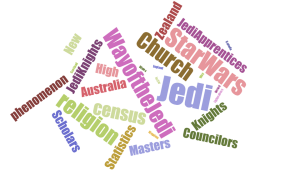 Zealand
JediApprentices
New
StarWars
Church
WayoftheJedi
JediKnights
High
phenomenon
Australia
Jedi
religion
census
Knights
Scholars
Statistics
Masters
Councilors